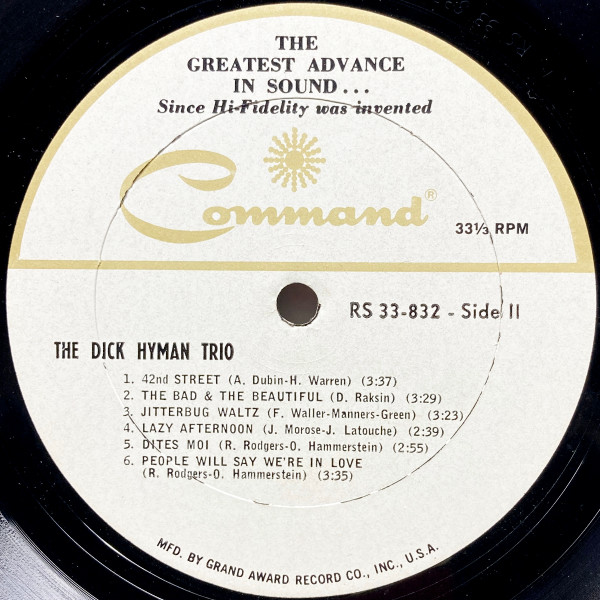 THE
GREATEST ADVANCE
IN SOUND...
Since Hi-Fidelity was invented
Command®
33⅓ RPM
RS 33-832 - Side II
THE DICK HYMAN TRIO
1. 42nd STREET (A. Dubin-H. Warren) (3:37)
2. THE BAD & THE BEAUTIFUL (D. Raksin) (3:29)
3. JITTERBUG WALTZ (F. Waller-Manners-Green) (3:23)
4. LAZY AFTERNOON (J. Morose-J. Latouche) (2:39)
5. DITES MOI (R. Rodgers-O. Hammerstein) (2:55)
6. PEOPLE WILL SAY WE'RE IN LOVE
(R. Rodgers-O. Hammerstein) (3:35)
MFD. BY GRAND AWARD RECORD CO., INC., U.S.A.